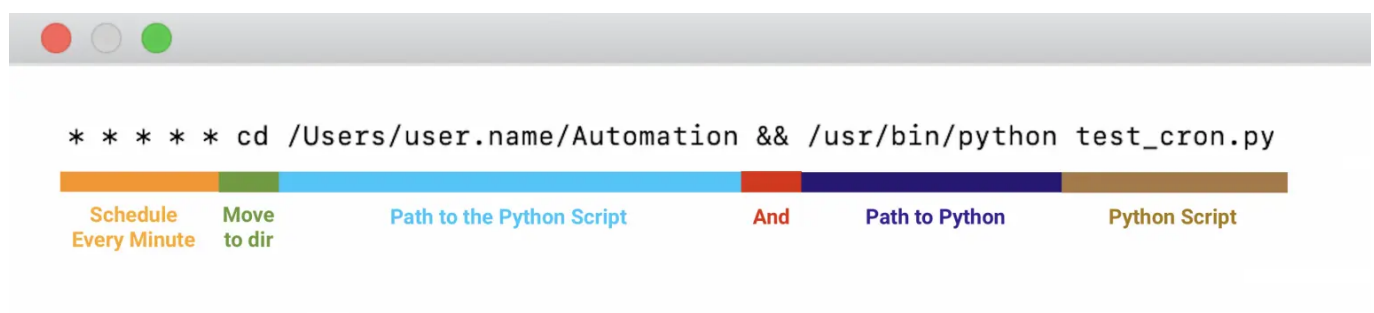 * * * * * cd /Users/user.name/Automation && /usr/bin/python test_cron.py
Schedule Every Minute
Move to dir
Path to the Python Script
And
Path to Python
Python Script